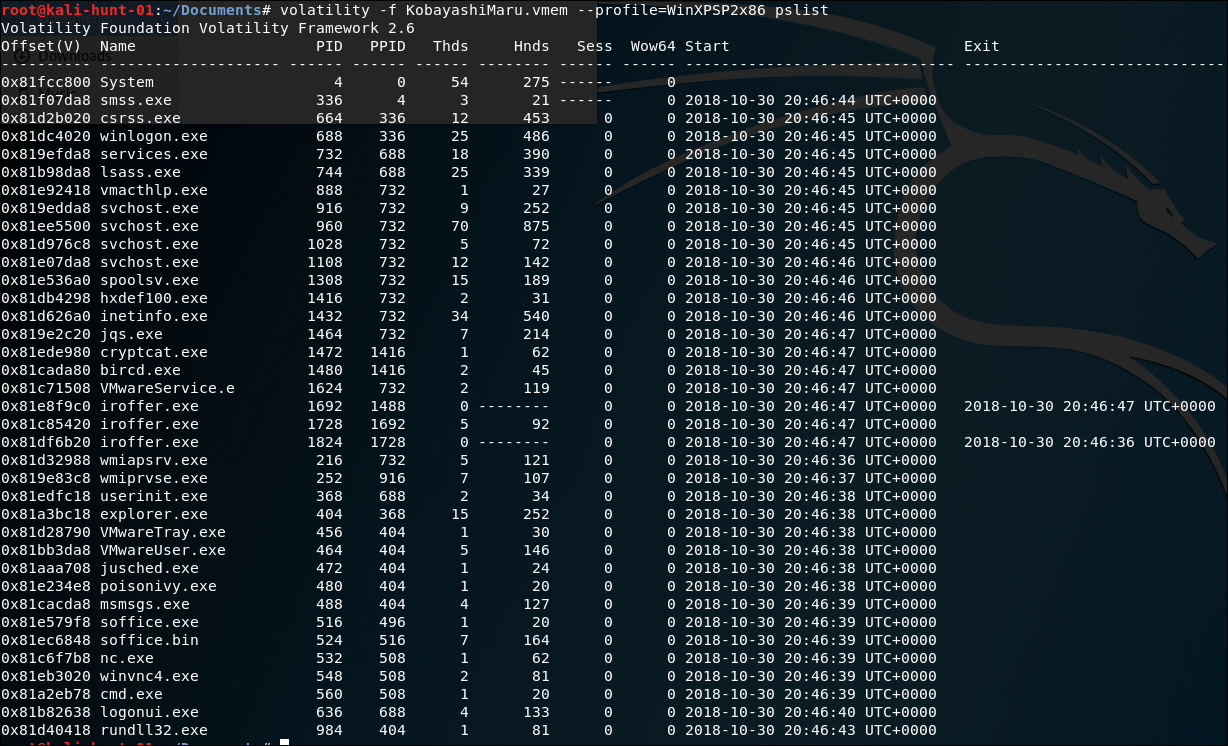 root@kali-hunt-01:~/Documents# volatility -f KobayashiMaru.vmem --profile=WinXPSP2x86 pslist
Volatility Foundation Volatility Framework 2.6
Offset(V)  Name                    PID   PPID   Thds     Hnds   Sess  Wow64 Start                          Exit
Downloads
---------- -------------------- ------ ------ ------ -------- ------ ------ ------------------------------ ------------------------------
0x81fcc800 System                    4      0     54      275 ------      0
0x81f07da8 smss.exe                336      4      3       21 ------      0 2018-10-30 20:46:44 UTC+0000
0x81d2b020 csrss.exe               664    336     12      453      0      0 2018-10-30 20:46:45 UTC+0000
0x81dc4020 winlogon.exe            688    336     25      486      0      0 2018-10-30 20:46:45 UTC+0000
0x819efda8 services.exe            732    688     18      390      0      0 2018-10-30 20:46:45 UTC+0000
0x81b98da8 lsass.exe               744    688     25      339      0      0 2018-10-30 20:46:45 UTC+0000
0x81e92418 vmacthlp.exe            888    732      1       27      0      0 2018-10-30 20:46:45 UTC+0000
0x819edda8 svchost.exe             916    732      9      252      0      0 2018-10-30 20:46:45 UTC+0000
0x81ee5500 svchost.exe             960    732     70      875      0      0 2018-10-30 20:46:45 UTC+0000
0x81d976c8 svchost.exe            1028    732      5       72      0      0 2018-10-30 20:46:45 UTC+0000
0x81e07da8 svchost.exe            1108    732     12      142      0      0 2018-10-30 20:46:46 UTC+0000
0x81e536a0 spoolsv.exe            1308    732     15      189      0      0 2018-10-30 20:46:46 UTC+0000
0x81db4298 hxdef100.exe           1416    732      2       31      0      0 2018-10-30 20:46:46 UTC+0000
0x81d626a0 inetinfo.exe           1432    732     34      540      0      0 2018-10-30 20:46:46 UTC+0000
0x819e2c20 jqs.exe                1464    732      7      214      0      0 2018-10-30 20:46:47 UTC+0000
0x81ede980 cryptcat.exe           1472   1416      1       62      0      0 2018-10-30 20:46:47 UTC+0000
0x81cada80 bircd.exe              1480   1416      2       45      0      0 2018-10-30 20:46:47 UTC+0000
0x81c71508 VMwareService.e        1624    732      2      119      0      0 2018-10-30 20:46:47 UTC+0000
0x81e8f9c0 iroffer.exe            1692   1488      0 --------      0      0 2018-10-30 20:46:47 UTC+0000   2018-10-30 20:46:47 UTC+0000
0x81c85420 iroffer.exe            1728   1692      5       92      0      0 2018-10-30 20:46:47 UTC+0000
0x81df6b20 iroffer.exe            1824   1728      0 --------      0      0 2018-10-30 20:46:47 UTC+0000   2018-10-30 20:46:36 UTC+0000
0x81d32988 wmiapsrv.exe            216    732      5      121      0      0 2018-10-30 20:46:36 UTC+0000
0x819e83c8 wmiprvse.exe            252    916      7      107      0      0 2018-10-30 20:46:37 UTC+0000
0x81edfc18 userinit.exe            368    688      2       34      0      0 2018-10-30 20:46:38 UTC+0000
0x81a3bc18 explorer.exe            404    368     15      252      0      0 2018-10-30 20:46:38 UTC+0000
0x81d28790 VMwareTray.exe          456    404      1       30      0      0 2018-10-30 20:46:38 UTC+0000
0x81bb3da8 VMwareUser.exe          464    404      5      146      0      0 2018-10-30 20:46:38 UTC+0000
0x81aaa708 jusched.exe             472    404      1       24      0      0 2018-10-30 20:46:38 UTC+0000
0x81e234e8 poisonivy.exe           480    404      1       20      0      0 2018-10-30 20:46:38 UTC+0000
0x81cacda8 msmsgs.exe              488    404      4      127      0      0 2018-10-30 20:46:39 UTC+0000
0x81e579f8 soffice.exe             516    496      1       20      0      0 2018-10-30 20:46:39 UTC+0000
0x81ec6848 soffice.bin             524    516      7      164      0      0 2018-10-30 20:46:39 UTC+0000
0x81c6f7b8 nc.exe                  532    508      1       62      0      0 2018-10-30 20:46:39 UTC+0000
0x81eb3020 winvnc4.exe             548    508      2       81      0      0 2018-10-30 20:46:39 UTC+0000
0x81a2eb78 cmd.exe                 560    508      1       20      0      0 2018-10-30 20:46:39 UTC+0000
0x81b82638 logonui.exe             636    688      4      133      0      0 2018-10-30 20:46:40 UTC+0000
0x81d40418 rundll32.exe            984    404      1       81      0      0 2018-10-30 20:46:43 UTC+0000
root@kali-hunt-01:~/Documents#